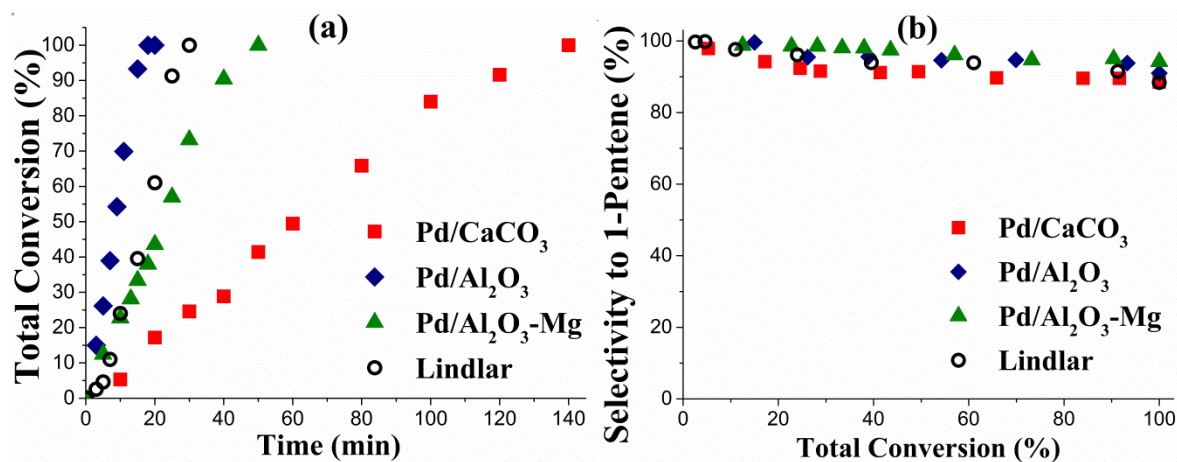 (a)
Total Conversion (%)
100
90
80
70
60
50
40
30
20
10
0
Pd/CaCO₃
Pd/Al₂O₃
Pd/Al₂O₃-Mg
Lindlar
0 20 40 60 80 100 120 140
Time (min)
(b)
Selectivity to 1-Pentene (%)
100
80
60
40
20
0
Pd/CaCO₃
Pd/Al₂O₃
Pd/Al₂O₃-Mg
Lindlar
0 20 40 60 80 100
Total Conversion (%)